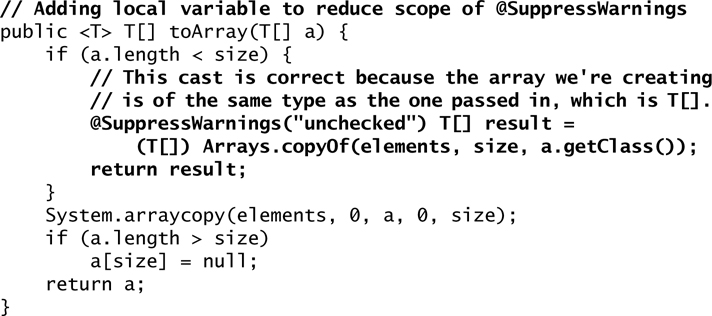 // Adding local variable to reduce scope of @SuppressWarnings
public <T> T[] toArray(T[] a) {
    if (a.length < size) {
        // This cast is correct because the array we're creating
        // is of the same type as the one passed in, which is T[].
        @SuppressWarnings("unchecked") T[] result =
            (T[]) Arrays.copyOf(elements, size, a.getClass());
        return result;
    }
    System.arraycopy(elements, 0, a, 0, size);
    if (a.length > size)
        a[size] = null;
    return a;
}